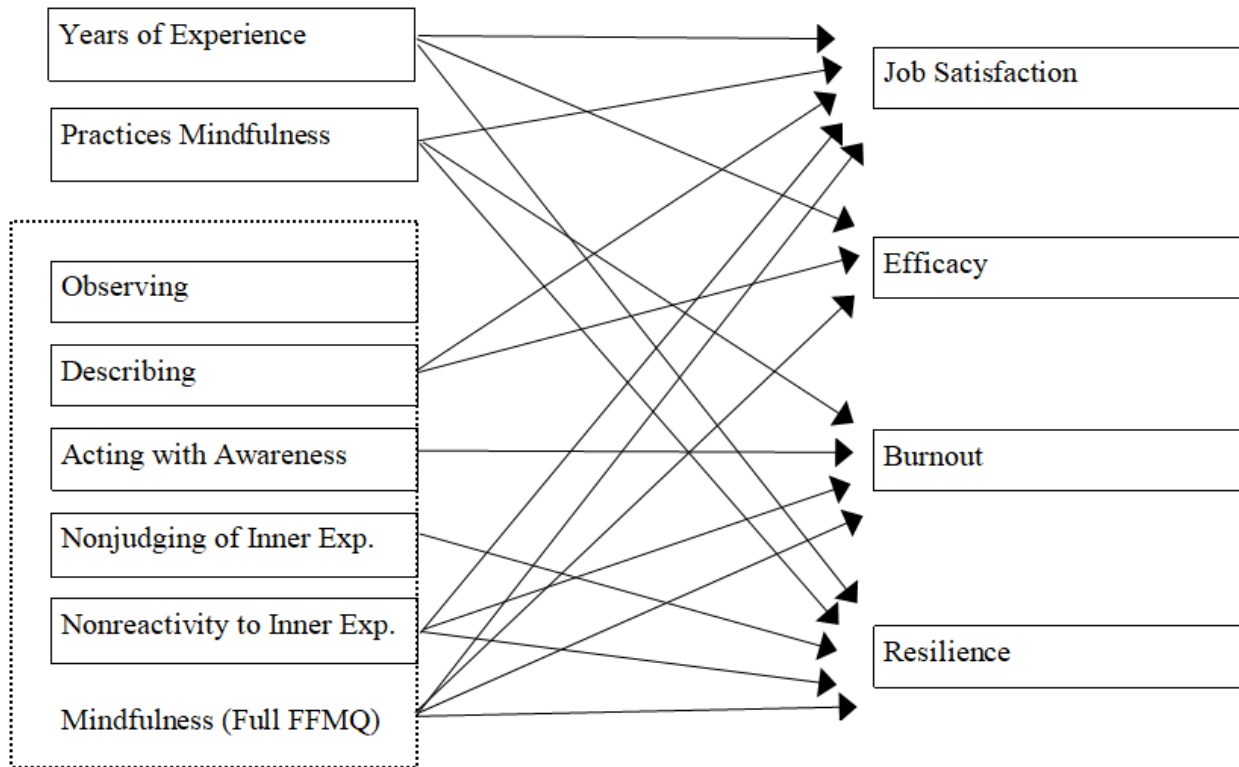 Years of Experience
Practices Mindfulness
Observing
Describing
Acting with Awareness
Nonjudging of Inner Exp.
Nonreactivity to Inner Exp.
Mindfulness (Full FFMQ)
Job Satisfaction
Efficacy
Burnout
Resilience